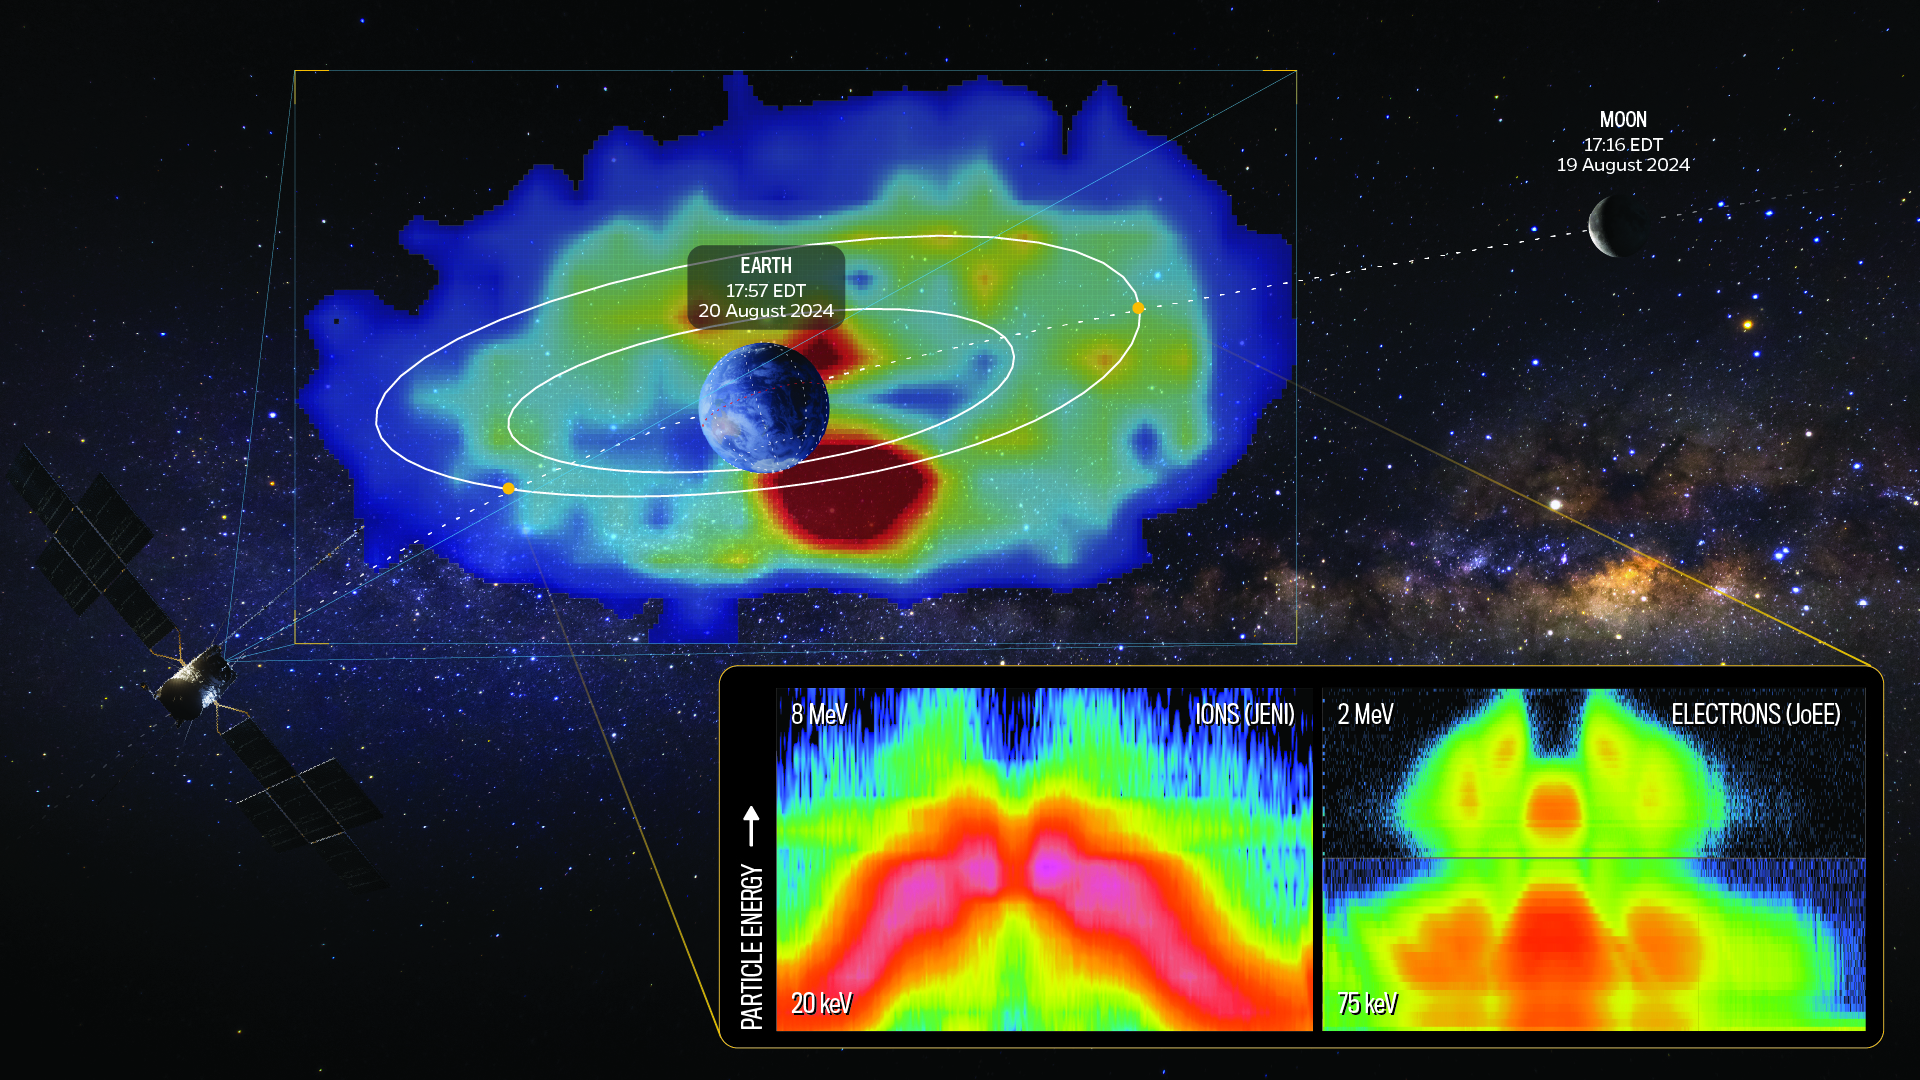 MOON
17:16 EDT
19 August 2024
EARTH
17:57 EDT
20 August 2024
PARTICLE ENERGY
8 MeV
IONS (JENI)
20 keV
2 MeV
ELECTRONS (JoEE)
75 keV